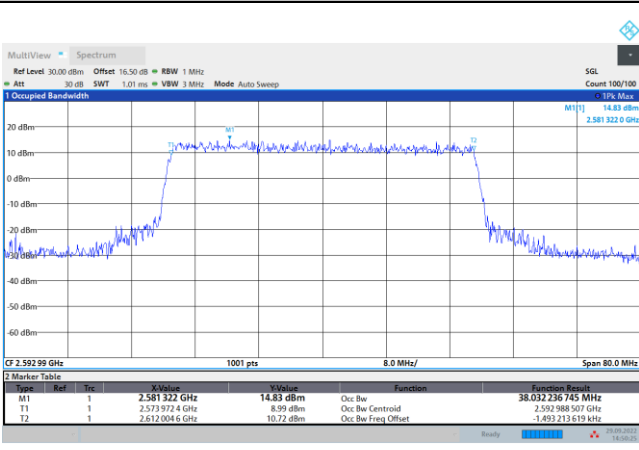 MultiView Spectrum
Ref Level 30.00 dBm Offset 16.50 dB RBW 1 MHz SGL
Att 30 dB SWT 1.01 ms VBW 3 MHz Mode Auto Sweep Count 100/100
1 Occupied Bandwidth 1Pk Max
M1[1] 14.83 dBm
2.581 322 0 GHz
20 dBm
M1
T1
T2
10 dBm
0 dBm
-10 dBm
-20 dBm
-30 dBm
-40 dBm
-50 dBm
-60 dBm
CF 2.592 99 GHz 1001 pts 8.0 MHz/ Span 80.0 MHz
2 Marker Table
Type Ref Trc X-Value Y-Value Function Function Result
M1 1 2.581 322 GHz 14.83 dBm Occ Bw 38.032 236 745 MHz
T1 1 2.573 972 4 GHz 8.99 dBm Occ Bw Centroid 2.592 988 507 GHz
T2 1 2.612 004 6 GHz 10.72 dBm Occ Bw Freq Offset -1.493 213 619 kHz
Ready 29.09.2022
14:50:25